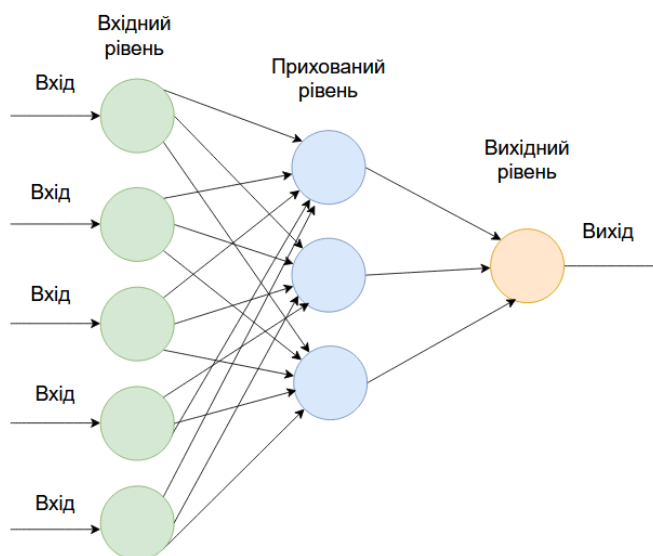 Вхідний
рівень
Прихований
рівень
Вихідний
рівень
Вхід
Вхід
Вхід
Вхід
Вхід
Вихід